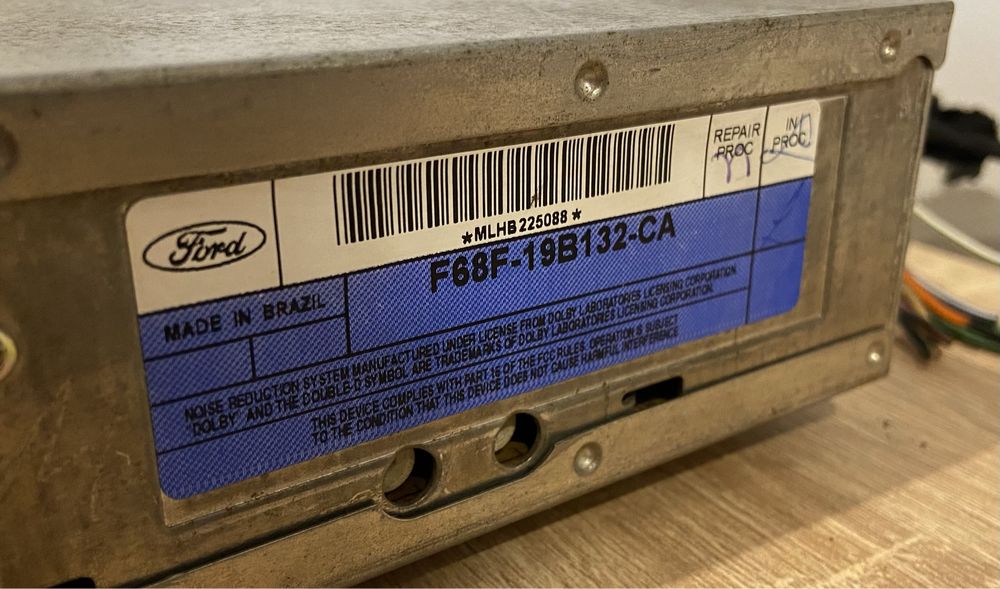 Ford
*MLHB225088*
REPAIR
PROC
IN-
PROC
F68F-19B132-CA
MADE IN BRAZIL
NOISE REDUCTION SYSTEM MANUFACTURED UNDER LICENSE FROM DOLBY LABORATORIES LICENSING CORPORATION.
DOLBY AND THE DOUBLE-D SYMBOL ARE TRADEMARKS OF DOLBY LABORATORIES LICENSING CORPORATION.
THIS DEVICE COMPLIES WITH PART 15 OF THE FCC RULES. OPERATION IS SUBJECT
TO THE CONDITION THAT THIS DEVICE DOES NOT CAUSE HARMFUL INTERFERENCE